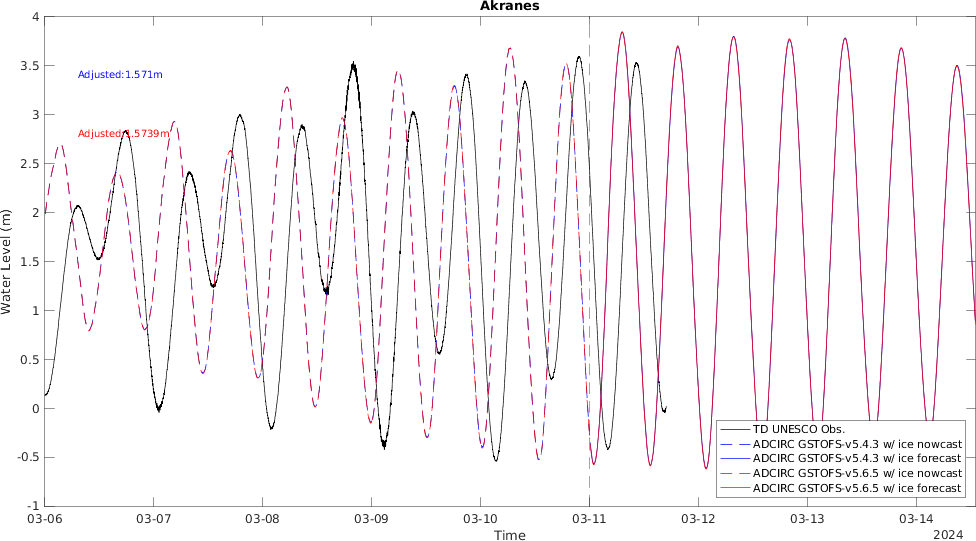 Akranes
4
3.5
3
2.5
2
1.5
1
0.5
0
-0.5
-1
Water Level (m)
Adjusted:1.571m
Adjusted:1.5739m
TD UNESCO Obs.
ADCIRC GSTOFS-v5.4.3 w/ ice nowcast
ADCIRC GSTOFS-v5.4.3 w/ ice forecast
ADCIRC GSTOFS-v5.6.5 w/ ice nowcast
ADCIRC GSTOFS-v5.6.5 w/ ice forecast
03-06 03-07 03-08 03-09 03-10 03-11 03-12 03-13 03-14
Time
2024